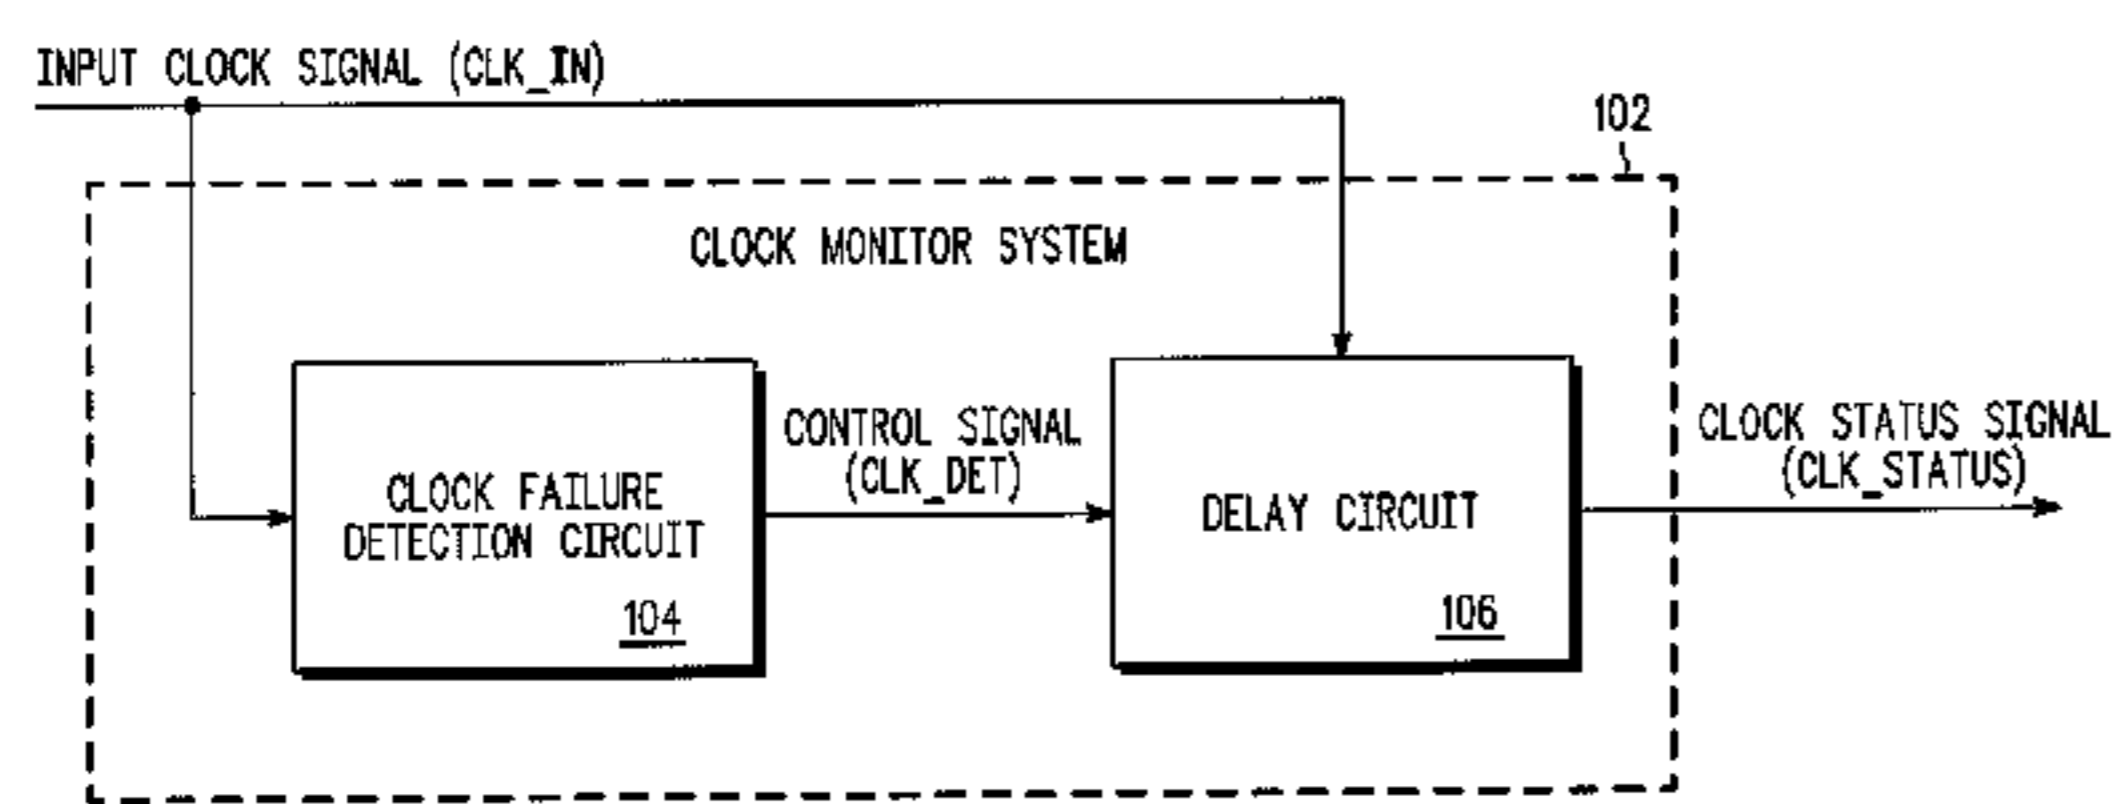 INPUT CLOCK SIGNAL (CLK_IN)
102
CLOCK MONITOR SYSTEM
CLOCK FAILURE
DETECTION CIRCUIT
104
CONTROL SIGNAL
(CLK_DET)
DELAY CIRCUIT
106
CLOCK STATUS SIGNAL
(CLK_STATUS)